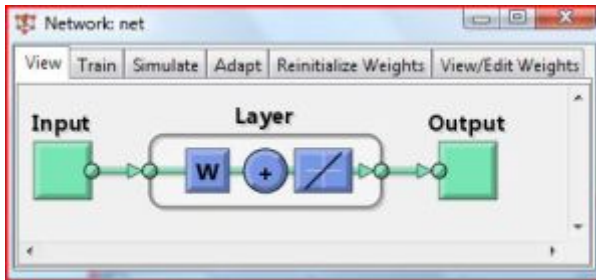 Network: net
View Train Simulate Adapt Reinitialize Weights View/Edit Weights
Layer
Input Output
W +